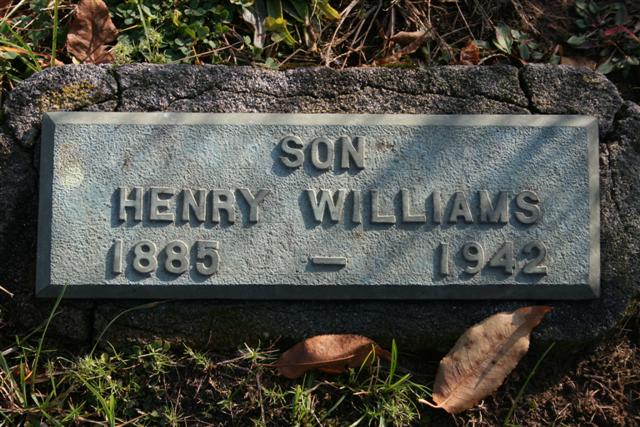 SON
HENRY WILLIAMS
1885 – 1942